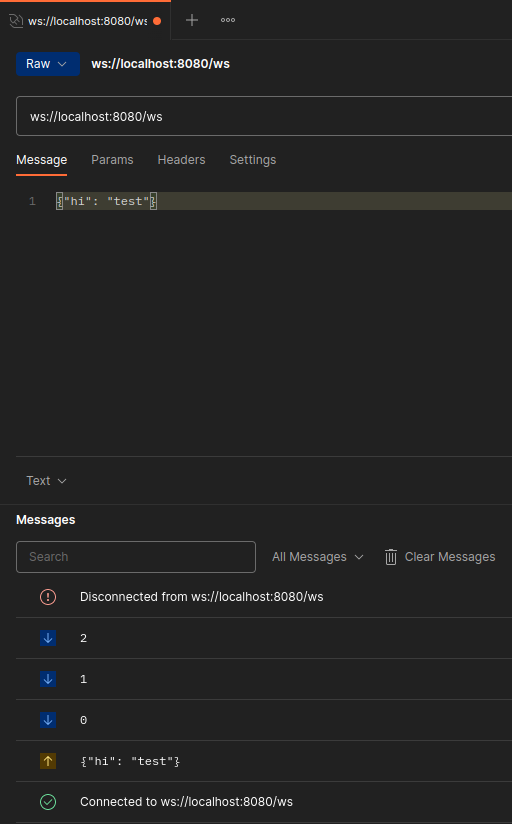 ws://localhost:8080/ws
Raw ws://localhost:8080/ws
ws://localhost:8080/ws
Message Params Headers Settings
1 {"hi": "test"}
Text
Messages
Search All Messages Clear Messages
Disconnected from ws://localhost:8080/ws
2
1
0
{"hi": "test"}
Connected to ws://localhost:8080/ws